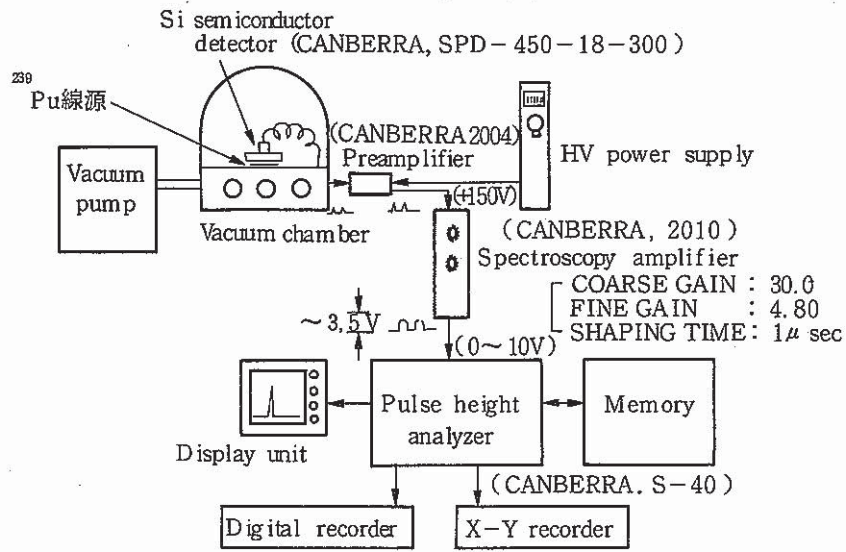 Si semiconductor
detector (CANBERRA, SPD-450-18-300)
239
Pu線源
(CANBERRA 2004)
Preamplifier
HV power supply
Vacuum
pump
(+150V)
Vacuum chamber
(CANBERRA, 2010)
Spectroscopy amplifier
COARSE GAIN : 30.0
FINE GAIN : 4.80
SHAPING TIME : 1μ sec
~3.5V
(0~10V)
Pulse height
analyzer
Memory
Display unit
(CANBERRA. S-40)
Digital recorder
X-Y recorder